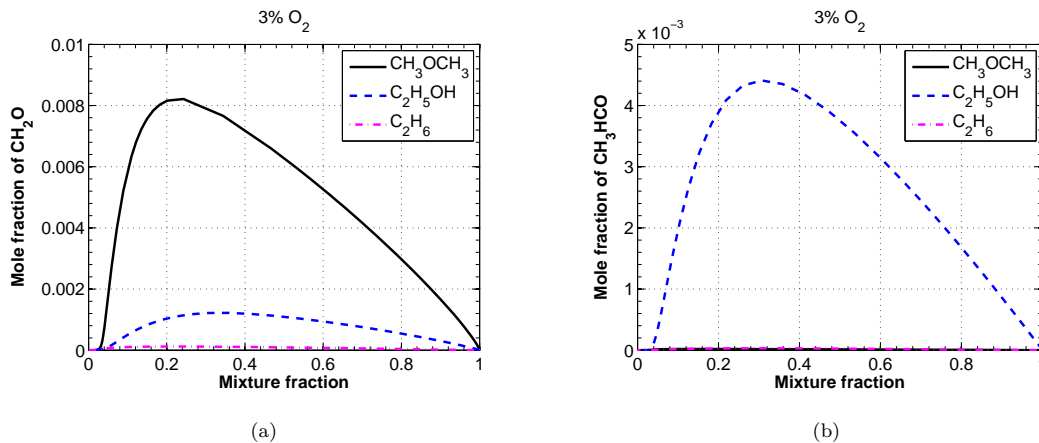 3% O2
0.01
0.008
0.006
0.004
0.002
0
0 0.2 0.4 0.6 0.8 1
Mole fraction of CH2O
Mixture fraction
CH3OCH3
C2H5OH
C2H6
(a)
3% O2
x 10−3
5
4
3
2
1
0
0 0.2 0.4 0.6 0.8
Mole fraction of CH3HCO
Mixture fraction
CH3OCH3
C2H5OH
C2H6
(b)